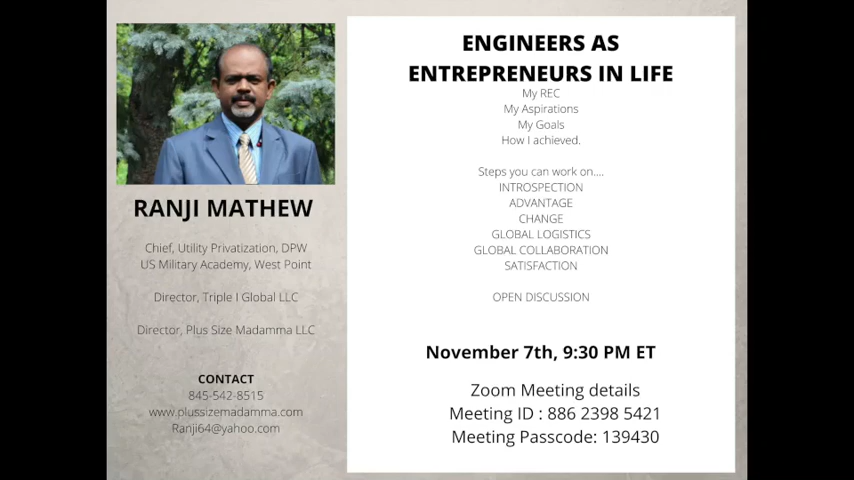 RANJI MATHEW
Chief, Utility Privatization, DPW
US Military Academy, West Point
Director, Triple I Global LLC
Director, Plus Size Madamma LLC
CONTACT
845-542-8515
www.plussizemadamma.com
Ranji64@yahoo.com
ENGINEERS AS
ENTREPRENEURS IN LIFE
My REC
My Aspirations
My Goals
How I achieved.
Steps you can work on....
INTROSPECTION
ADVANTAGE
CHANGE
GLOBAL LOGISTICS
GLOBAL COLLABORATION
SATISFACTION
OPEN DISCUSSION
November 7th, 9:30 PM ET
Zoom Meeting details
Meeting ID : 886 2398 5421
Meeting Passcode: 139430